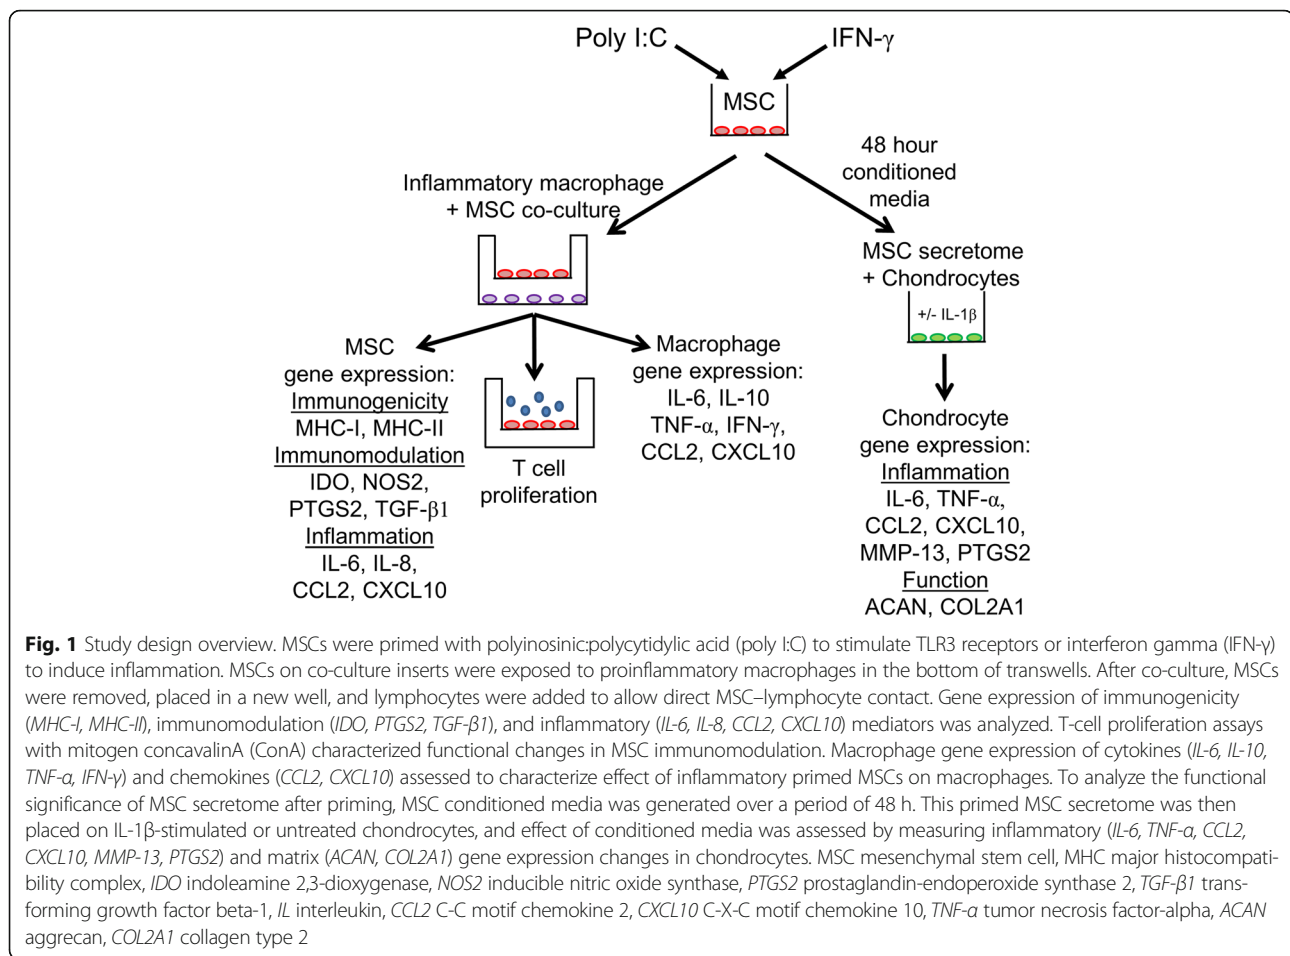 Poly I:C
IFN-γ
MSC
48 hour
conditioned
media
Inflammatory macrophage
+ MSC co-culture
MSC secretome
+ Chondrocytes
+/- IL-1β
MSC
gene expression:
Immunogenicity
MHC-I, MHC-II
Immunomodulation
IDO, NOS2,
PTGS2, TGF-β1
Inflammation
IL-6, IL-8,
CCL2, CXCL10
T cell
proliferation
Macrophage
gene expression:
IL-6, IL-10
TNF-α, IFN-γ,
CCL2, CXCL10
Chondrocyte
gene expression:
Inflammation
IL-6, TNF-α,
CCL2, CXCL10,
MMP-13, PTGS2
Function
ACAN, COL2A1
Fig. 1 Study design overview. MSCs were primed with polyinosinic:polycytidylic acid (poly I:C) to stimulate TLR3 receptors or interferon gamma (IFN-γ)
to induce inflammation. MSCs on co-culture inserts were exposed to proinflammatory macrophages in the bottom of transwells. After co-culture, MSCs
were removed, placed in a new well, and lymphocytes were added to allow direct MSC–lymphocyte contact. Gene expression of immunogenicity
(MHC-I, MHC-II), immunomodulation (IDO, PTGS2, TGF-β1), and inflammatory (IL-6, IL-8, CCL2, CXCL10) mediators was analyzed. T-cell proliferation assays
with mitogen concavalinA (ConA) characterized functional changes in MSC immunomodulation. Macrophage gene expression of cytokines (IL-6, IL-10,
TNF-α, IFN-γ) and chemokines (CCL2, CXCL10) assessed to characterize effect of inflammatory primed MSCs on macrophages. To analyze the functional
significance of MSC secretome after priming, MSC conditioned media was generated over a period of 48 h. This primed MSC secretome was then
placed on IL-1β-stimulated or untreated chondrocytes, and effect of conditioned media was assessed by measuring inflammatory (IL-6, TNF-α, CCL2,
CXCL10, MMP-13, PTGS2) and matrix (ACAN, COL2A1) gene expression changes in chondrocytes. MSC mesenchymal stem cell, MHC major histocompati-
bility complex, IDO indoleamine 2,3-dioxygenase, NOS2 inducible nitric oxide synthase, PTGS2 prostaglandin-endoperoxide synthase 2, TGF-β1 trans-
forming growth factor beta-1, IL interleukin, CCL2 C-C motif chemokine 2, CXCL10 C-X-C motif chemokine 10, TNF-α tumor necrosis factor-alpha, ACAN
aggrecan, COL2A1 collagen type 2